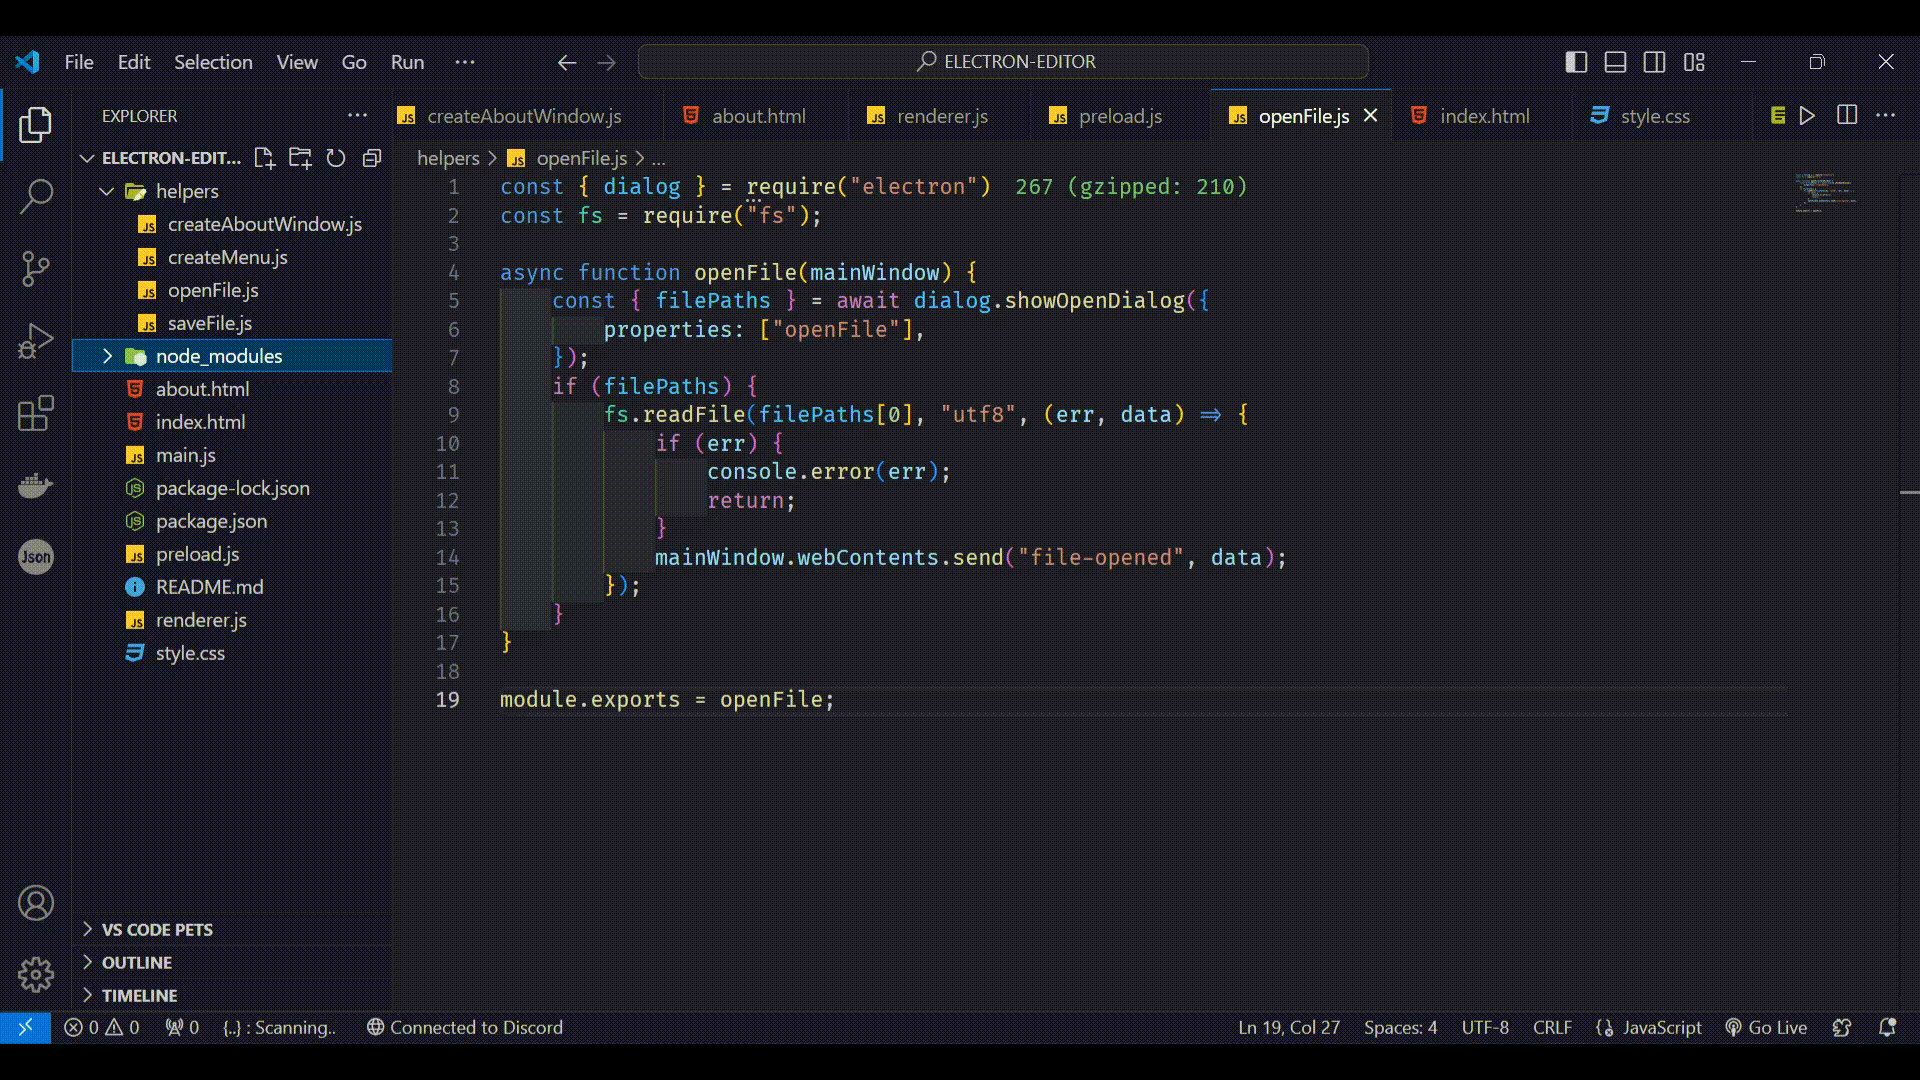 File Edit Selection View Go Run ELECTRON-EDITOR
EXPLORER
createAboutWindow.js about.html renderer.js preload.js openFile.js index.html style.css
ELECTRON-EDIT...
helpers > openFile.js > ...
helpers
createAboutWindow.js
createMenu.js
openFile.js
saveFile.js
node_modules
about.html
index.html
main.js
package-lock.json
package.json
preload.js
README.md
renderer.js
style.css
VS CODE PETS
OUTLINE
TIMELINE
1 const { dialog } = require("electron") 267 (gzipped: 210)
2 const fs = require("fs");
3
4 async function openFile(mainWindow) {
5 const { filePaths } = await dialog.showOpenDialog({
6 properties: ["openFile"],
7 });
8 if (filePaths) {
9 fs.readFile(filePaths[0], "utf8", (err, data) => {
10 if (err) {
11 console.error(err);
12 return;
13 }
14 mainWindow.webContents.send("file-opened", data);
15 });
16 }
17 }
18
19 module.exports = openFile;
0 0 0 {..} : Scanning.. Connected to Discord Ln 19, Col 27 Spaces: 4 UTF-8 CRLF JavaScript Go Live